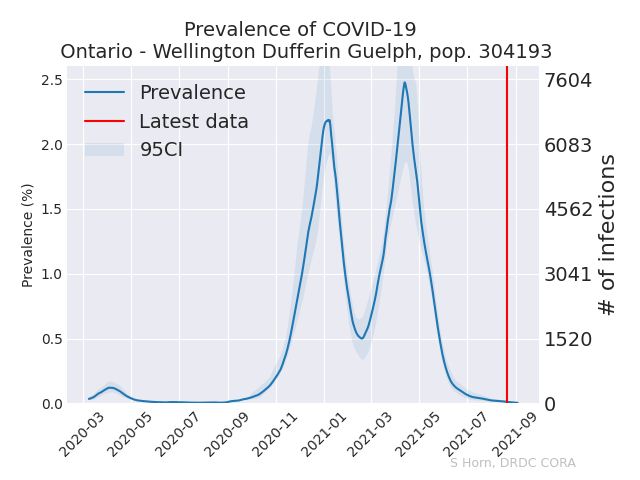 Prevalence of COVID-19
Ontario - Wellington Dufferin Guelph, pop. 304193
Prevalence
Latest data
95CI
Prevalence (%)
2.5
2.0
1.5
1.0
0.5
0.0
7604
6083
4562
3041
1520
0
# of infections
2020-03
2020-05
2020-07
2020-09
2020-11
2021-01
2021-03
2021-05
2021-07
2021-09
S Horn, DRDC CORA